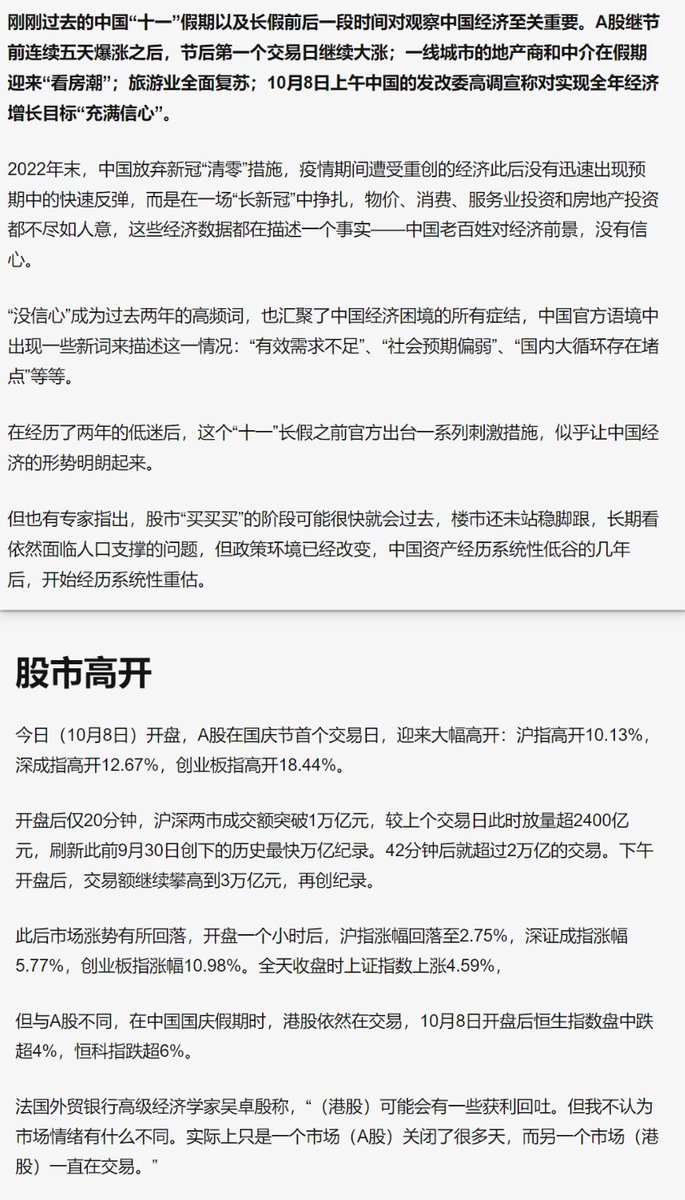 刚刚过去的中国“十一”假期以及长假前后一段时间对观察中国经济至关重要。A股继节
前连续五天爆涨之后，节后第一个交易日继续大涨；一线城市的地产商和中介在假期
迎来“看房潮”；旅游业全面复苏；10月8日上午中国的发改委高调宣称对实现全年经济
增长目标“充满信心”。
2022年末，中国放弃新冠“清零”措施，疫情期间遭受重创的经济此后没有迅速出现预
期中的快速反弹，而是在一场“长新冠”中挣扎，物价、消费、服务业投资和房地产投资
都不尽如人意，这些经济数据都在描述一个事实——中国老百姓对经济前景，没有信
心。
“没信心”成为过去两年的高频词，也汇聚了中国经济困境的所有症结，中国官方语境中
出现一些新词来描述这一情况：“有效需求不足”、“社会预期偏弱”、“国内大循环存在堵
点”等等。
在经历了两年的低迷后，这个“十一”长假之前官方出台一系列刺激措施，似乎让中国经
济的形势明朗起来。
但也有专家指出，股市“买买买”的阶段可能很快就会过去，楼市还未站稳脚跟，长期看
依然面临人口支撑的问题，但政策环境已经改变，中国资产经历系统性低谷的几年
后，开始经历系统性重估。
股市高开
今日（10月8日）开盘，A股在国庆节首个交易日，迎来大幅高开：沪指高开10.13%，
深成指高开12.67%，创业板指高开18.44%。
开盘后仅20分钟，沪深两市成交额突破1万亿元，较上个交易日此时放量超2400亿
元，刷新此前9月30日创下的历史最快万亿纪录。42分钟后就超过2万亿的交易。下午
开盘后，交易额继续攀高到3万亿元，再创纪录。
此后市场涨势有所回落，开盘一个小时后，沪指涨幅回落至2.75%，深证成指涨幅
5.77%，创业板指涨幅10.98%。全天收盘时上证指数上涨4.59%，
但与A股不同，在中国国庆假期时，港股依然在交易，10月8日开盘后恒生指数盘中跌
超4%，恒科指跌超6%。
法国外贸银行高级经济学家吴卓殷称，“（港股）可能会有一些获利回吐。但我不认为
市场情绪有什么不同。实际上只是一个市场（A股）关闭了很多天，而另一个市场（港
股）一直在交易。”